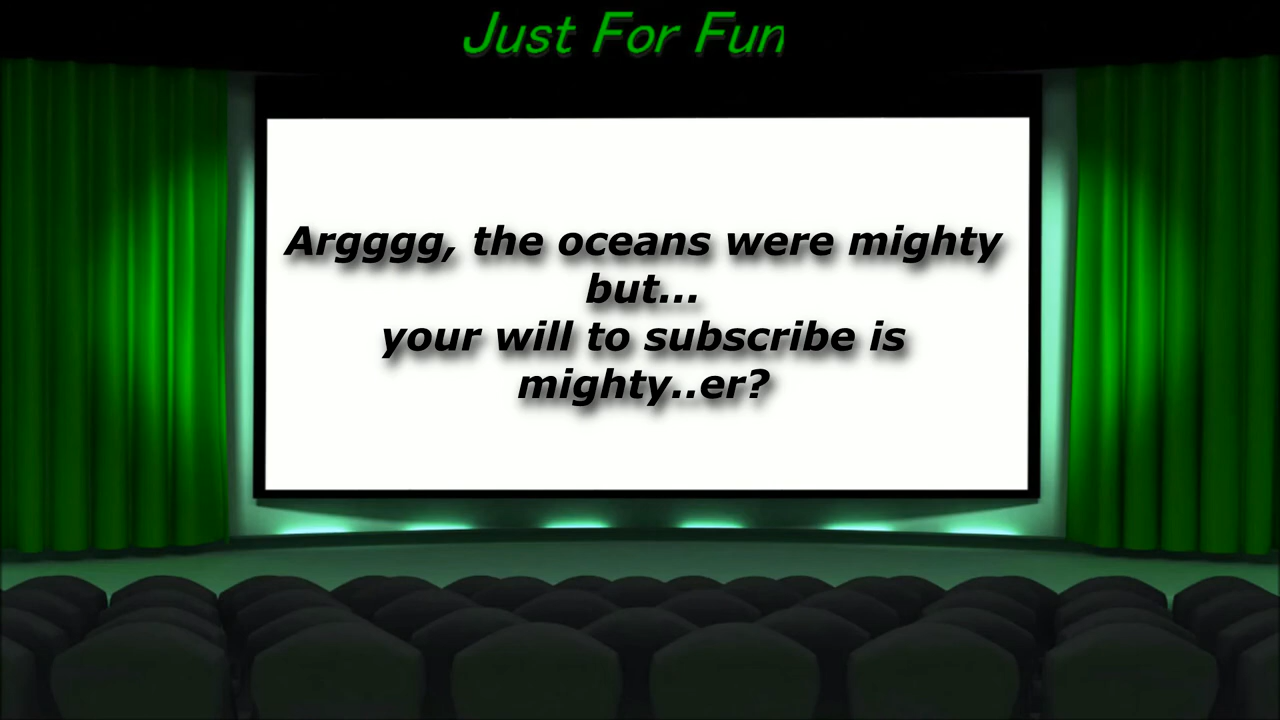 Just For Fun
Argggg, the oceans were mighty
but...
your will to subscribe is
mighty..er?